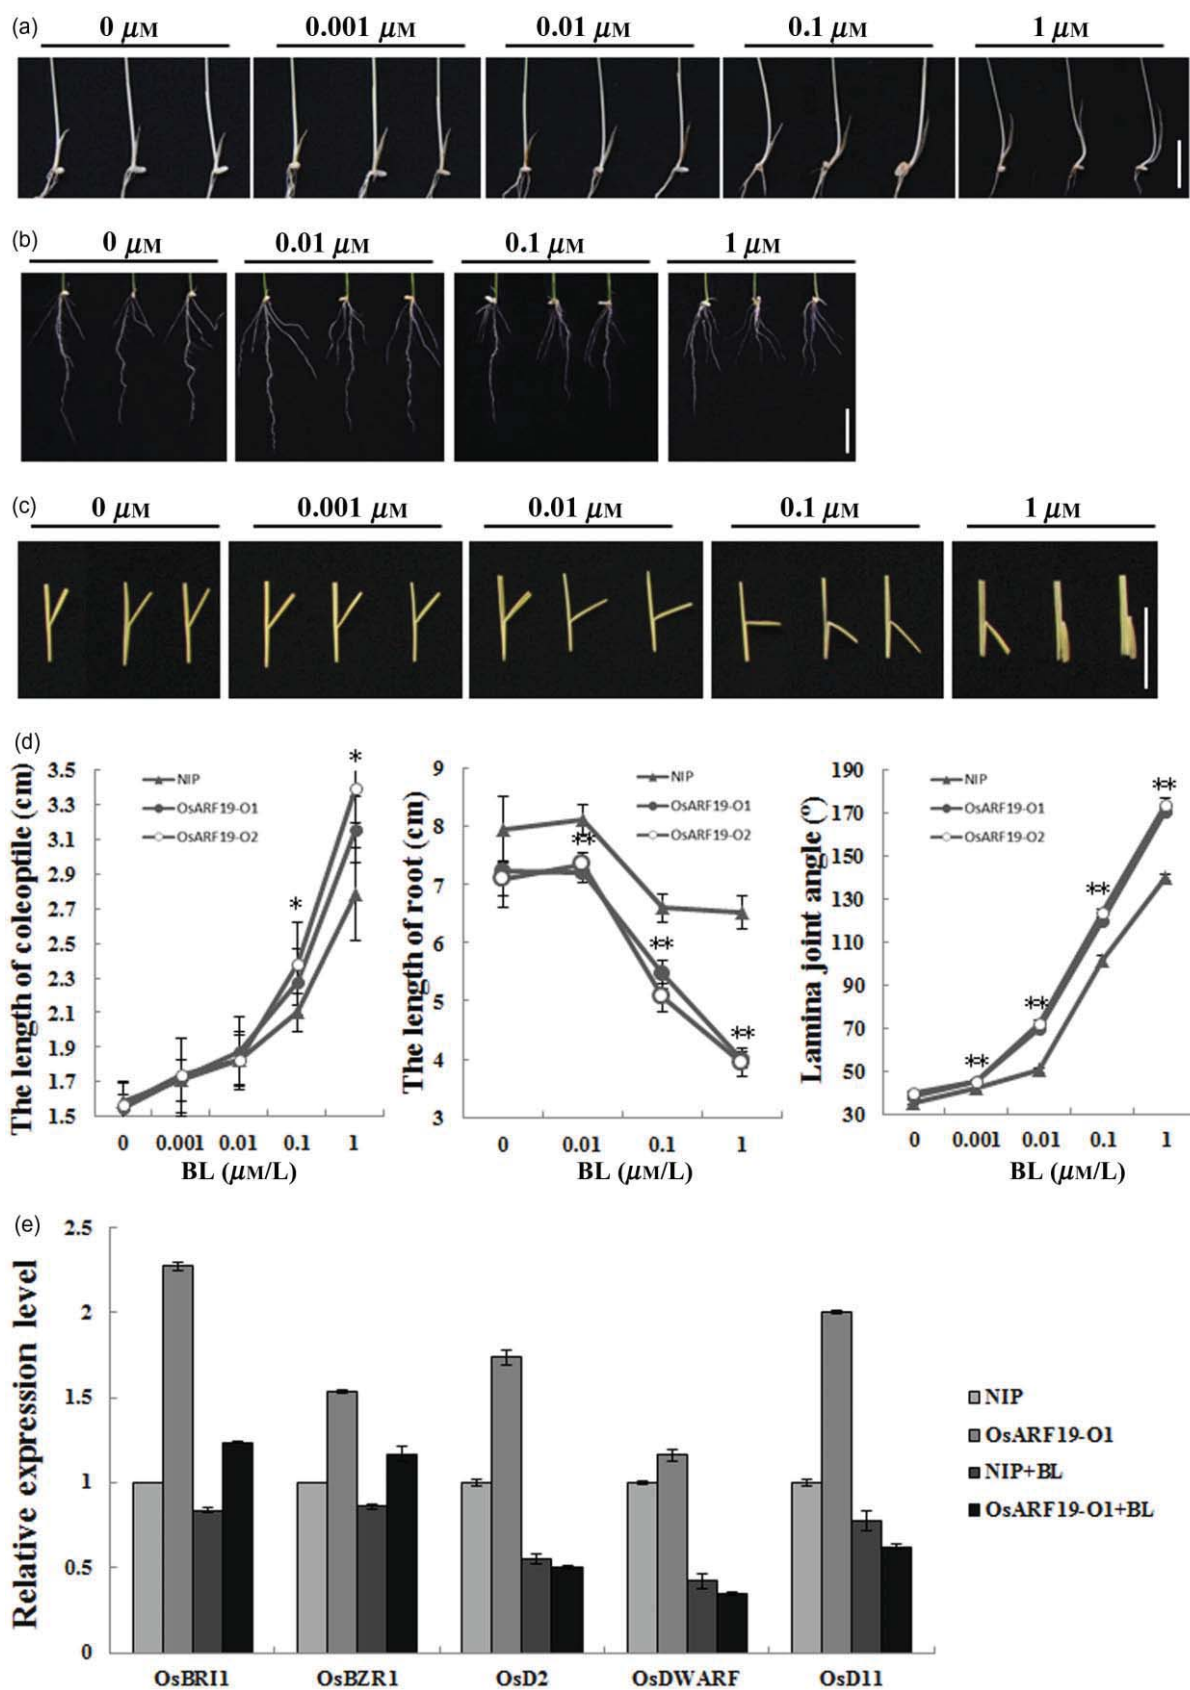 (a)
0 μM 0.001 μM 0.01 μM 0.1 μM 1 μM
(b)
0 μM 0.01 μM 0.1 μM 1 μM
(c)
0 μM 0.001 μM 0.01 μM 0.1 μM 1 μM
(d)
The length of coleoptile (cm)
3.5
3.3
3.1
2.9
2.7
2.5
2.3
2.1
1.9
1.7
1.5
NIP
OsARF19-O1
OsARF19-O2
*
*
0 0.001 0.01 0.1 1
BL (μM/L)
The length of root (cm)
9
8
7
6
5
4
3
NIP
OsARF19-O1
OsARF19-O2
**
**
**
0 0.01 0.1 1
BL (μM/L)
Lamina joint angle (°)
190
170
150
130
110
90
70
50
30
NIP
OsARF19-O1
OsARF19-O2
**
**
**
**
0 0.001 0.01 0.1 1
BL (μM/L)
(e)
Relative expression level
2.5
2
1.5
1
0.5
0
OsBRI1 OsBZR1 OsD2 OsDWARF OsD11
NIP
OsARF19-O1
NIP+BL
OsARF19-O1+BL